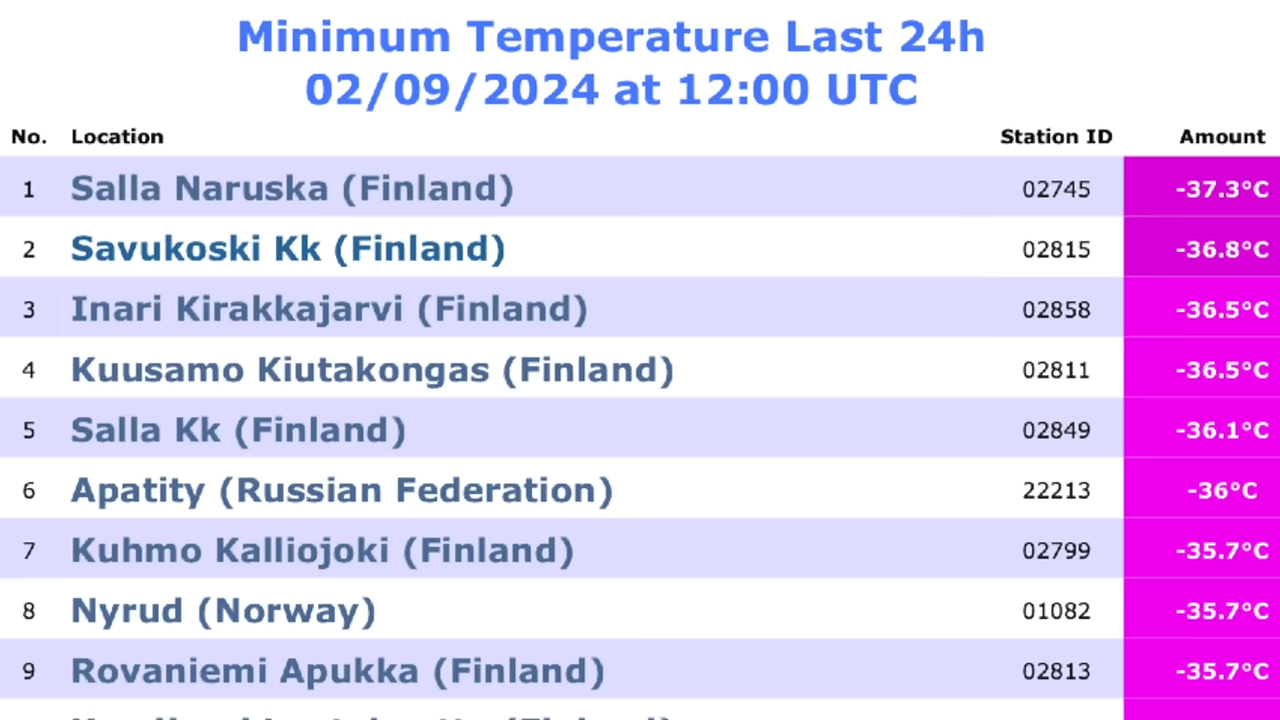 Minimum Temperature Last 24h
02/09/2024 at 12:00 UTC
No. Location Station ID Amount
1 Salla Naruska (Finland) 02745 -37.3°C
2 Savukoski Kk (Finland) 02815 -36.8°C
3 Inari Kirakkajarvi (Finland) 02858 -36.5°C
4 Kuusamo Kiutakongas (Finland) 02811 -36.5°C
5 Salla Kk (Finland) 02849 -36.1°C
6 Apatity (Russian Federation) 22213 -36°C
7 Kuhmo Kalliojoki (Finland) 02799 -35.7°C
8 Nyrud (Norway) 01082 -35.7°C
9 Rovaniemi Apukka (Finland) 02813 -35.7°C
(Finland)